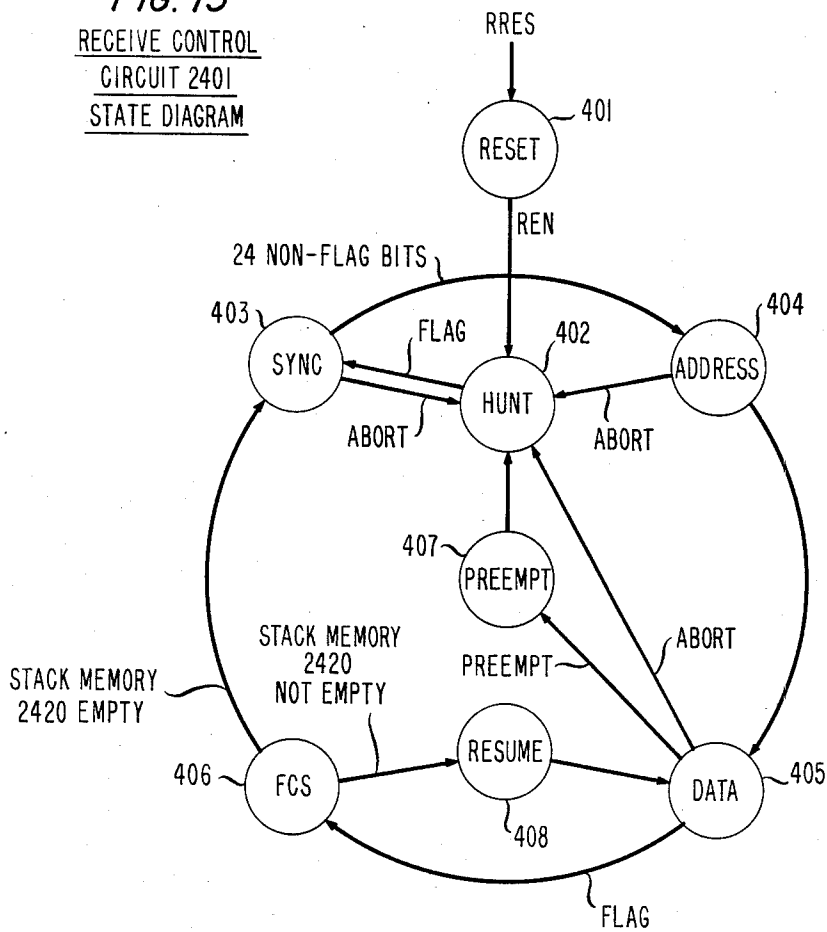 FIG. 15
RECEIVE CONTROL
CIRCUIT 2401
STATE DIAGRAM
RRES
401
RESET
REN
24 NON-FLAG BITS
403
SYNC
FLAG
402
404
ADDRESS
HUNT
ABORT
ABORT
407
PREEMPT
STACK MEMORY
2420
NOT EMPTY
PREEMPT
ABORT
STACK MEMORY
2420 EMPTY
406
FCS
RESUME
408
DATA
405
FLAG